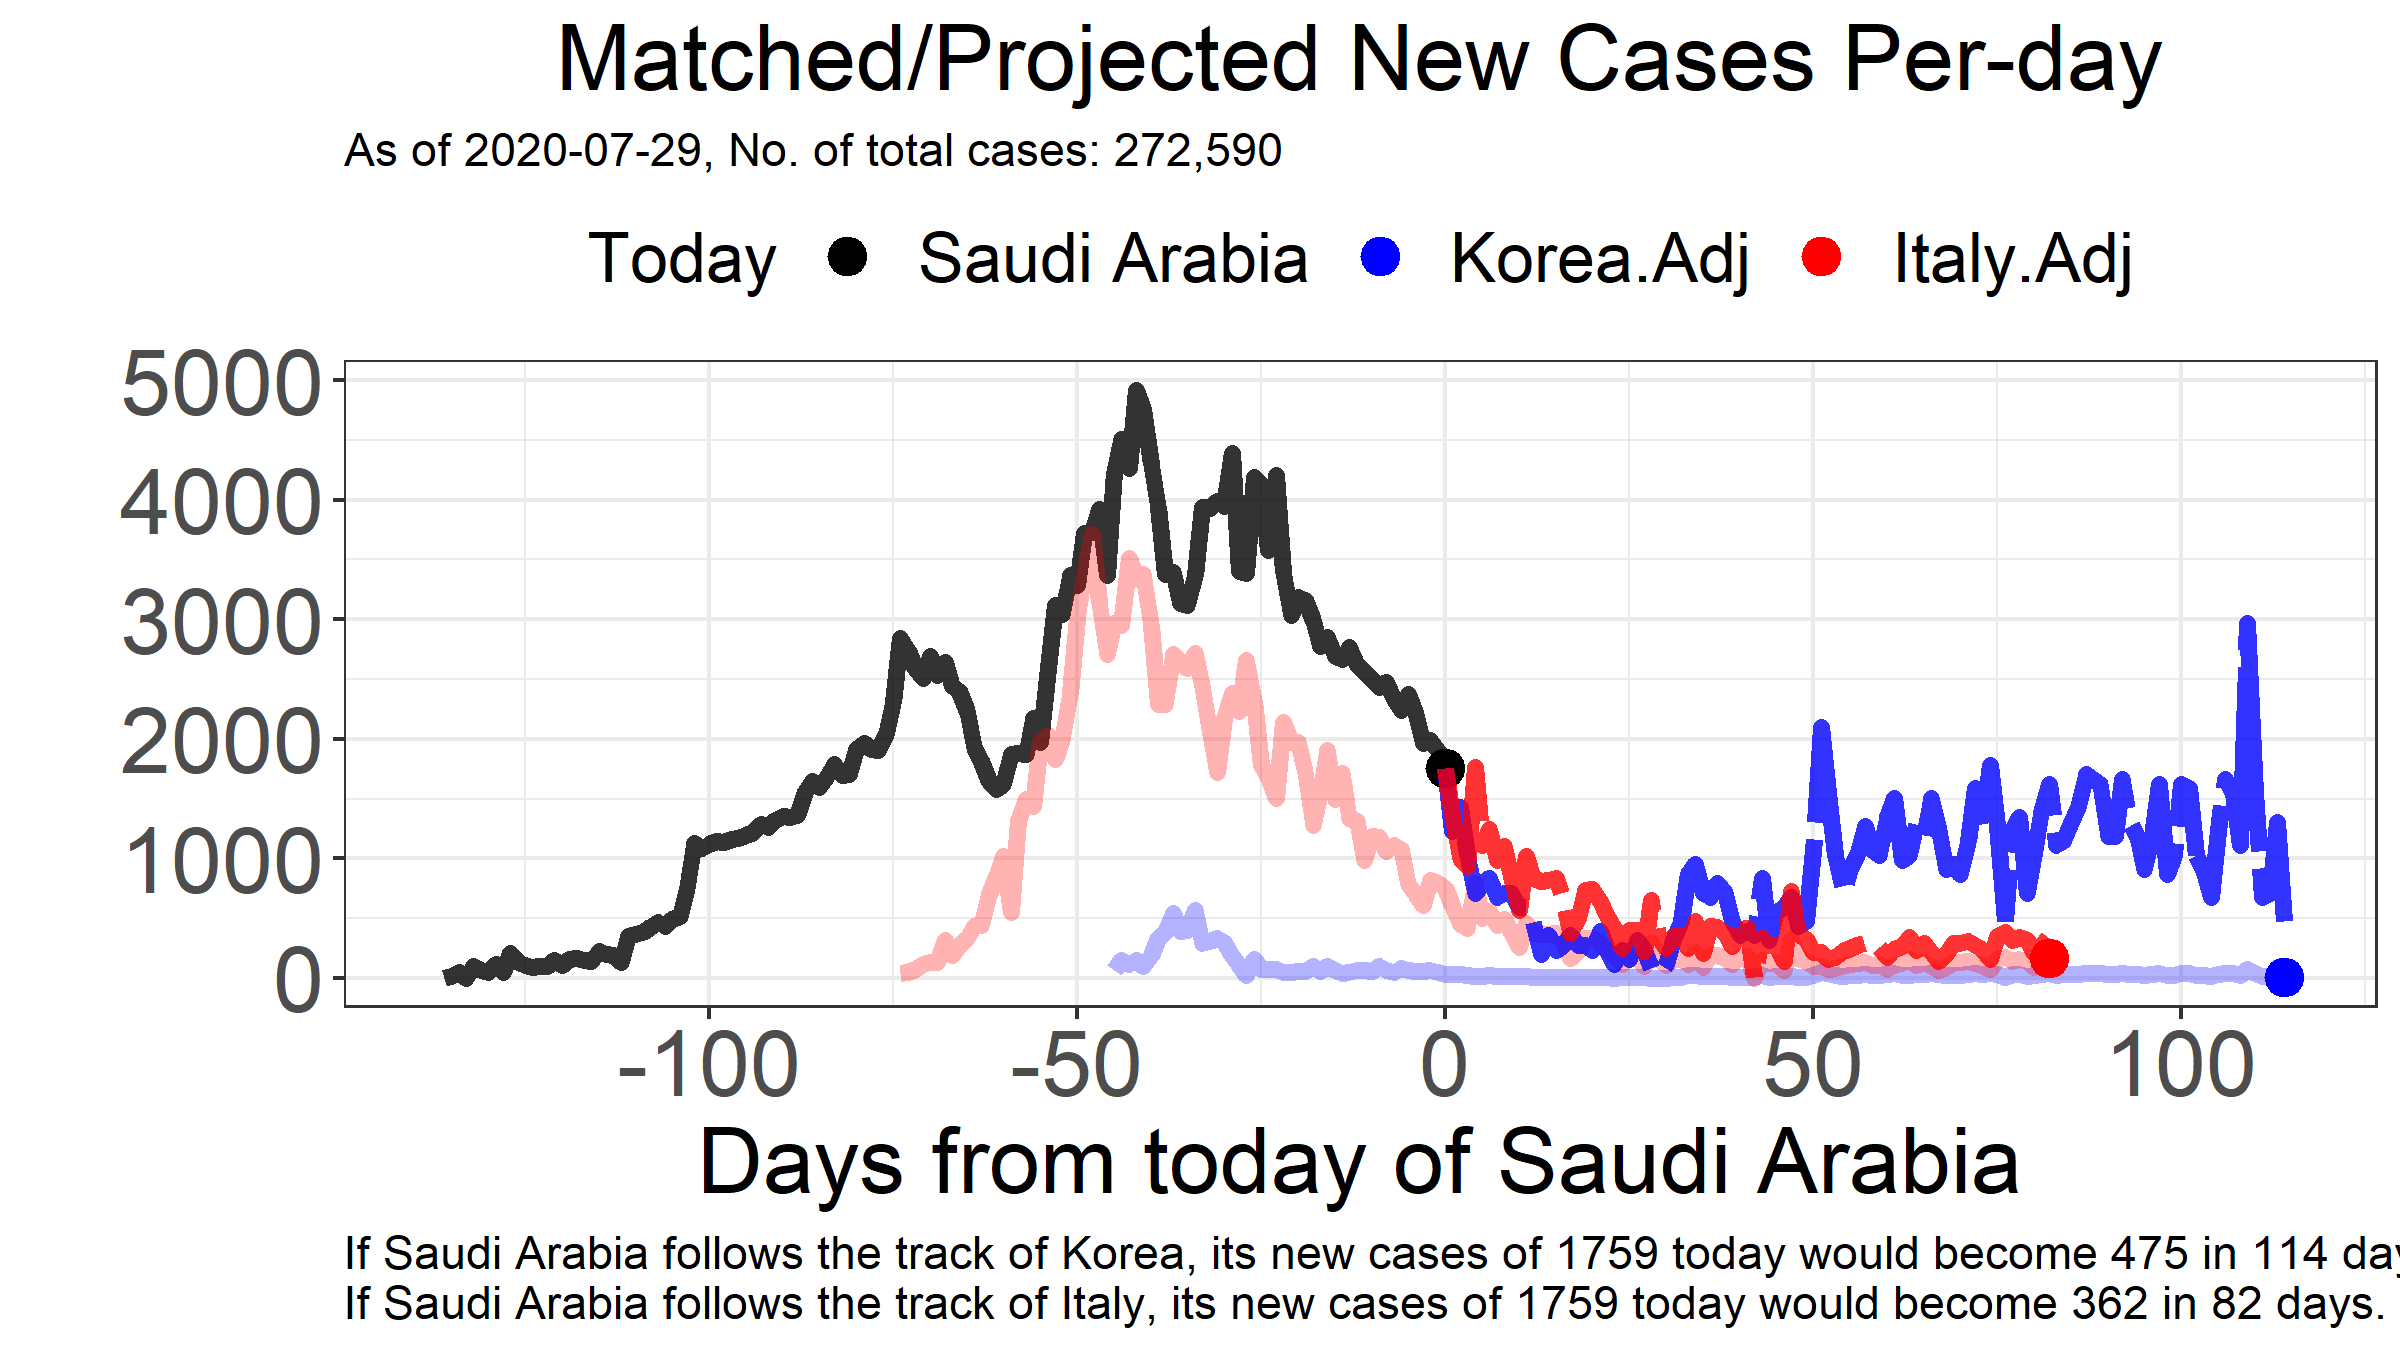 Matched/Projected New Cases Per-day
As of 2020-07-29, No. of total cases: 272,590
Today Saudi Arabia Korea.Adj Italy.Adj
5000
4000
3000
2000
1000
0
-100 -50 0 50 100
Days from today of Saudi Arabia
If Saudi Arabia follows the track of Korea, its new cases of 1759 today would become 475 in 114 day
If Saudi Arabia follows the track of Italy, its new cases of 1759 today would become 362 in 82 days.